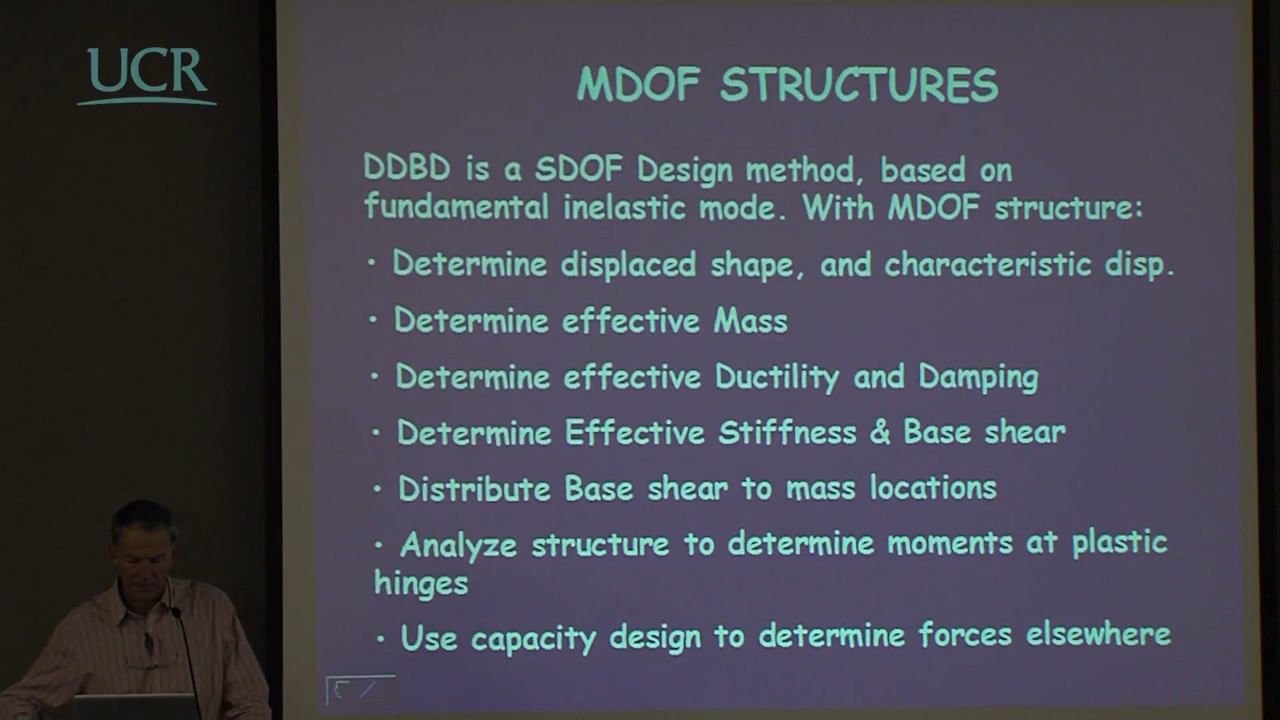 UCR
MDOF STRUCTURES
DDBD is a SDOF Design method, based on
fundamental inelastic mode. With MDOF structure:
• Determine displaced shape, and characteristic disp.
• Determine effective Mass
• Determine effective Ductility and Damping
• Determine Effective Stiffness & Base shear
• Distribute Base shear to mass locations
• Analyze structure to determine moments at plastic
hinges
• Use capacity design to determine forces elsewhere